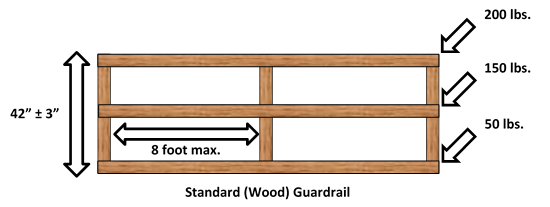 200 lbs.
150 lbs.
42” ± 3”
50 lbs.
8 foot max.
Standard (Wood) Guardrail